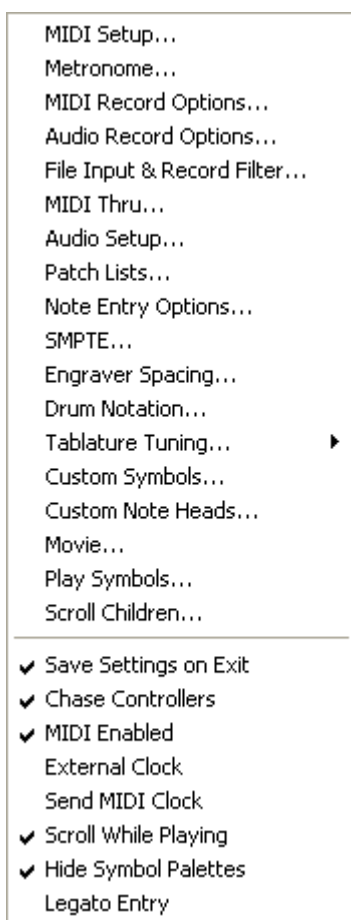 MIDI Setup...
Metronome...
MIDI Record Options...
Audio Record Options...
File Input & Record Filter...
MIDI Thru...
Audio Setup...
Patch Lists...
Note Entry Options...
SMPTE...
Engraver Spacing...
Drum Notation...
Tablature Tuning...
Custom Symbols...
Custom Note Heads...
Movie...
Play Symbols...
Scroll Children...
Save Settings on Exit
Chase Controllers
MIDI Enabled
External Clock
Send MIDI Clock
Scroll While Playing
Hide Symbol Palettes
Legato Entry